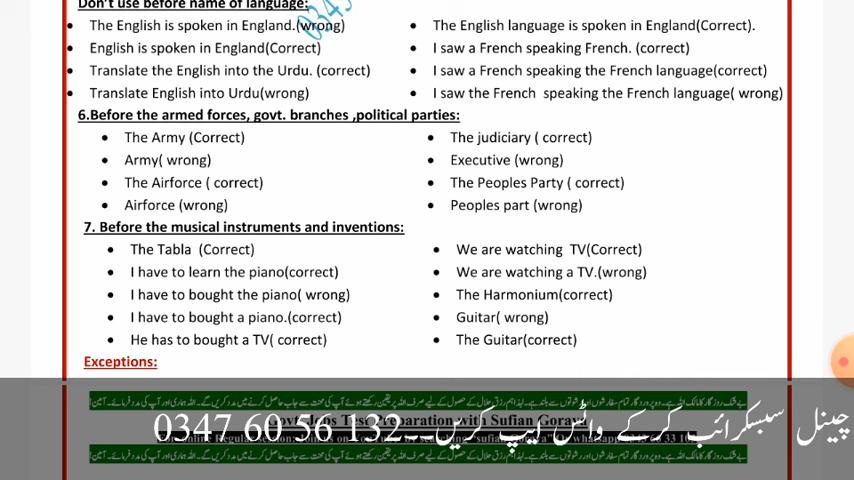 Don't use before name of language:
The English is spoken in England.(wrong)
English is spoken in England(Correct)
Translate the English into the Urdu. (correct)
Translate English into Urdu(wrong)
The English language is spoken in England(Correct).
I saw a French speaking French. (correct)
I saw a French speaking the French language(correct)
I saw the French speaking the French language( wrong)
6.Before the armed forces, govt. branches ,political parties:
The Army (Correct)
Army( wrong)
The Airforce ( correct)
Airforce (wrong)
The judiciary ( correct)
Executive (wrong)
The Peoples Party ( correct)
Peoples part (wrong)
7. Before the musical instruments and inventions:
The Tabla (Correct)
I have to learn the piano(correct)
I have to bought the piano( wrong)
I have to bought a piano.(correct)
He has to bought a TV( correct)
We are watching TV(Correct)
We are watching a TV.(wrong)
The Harmonium(correct)
Guitar( wrong)
The Guitar(correct)
Exceptions:
Govt. Jobs Test Preparation with Sufian Gora
چینل سبسکرائب کرکے واٹس ایپ کریں۔۔0347 60 56 132